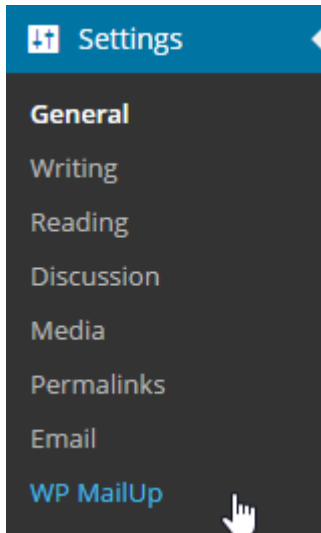 Settings
General
Writing
Reading
Discussion
Media
Permalinks
Email
WP MailUp